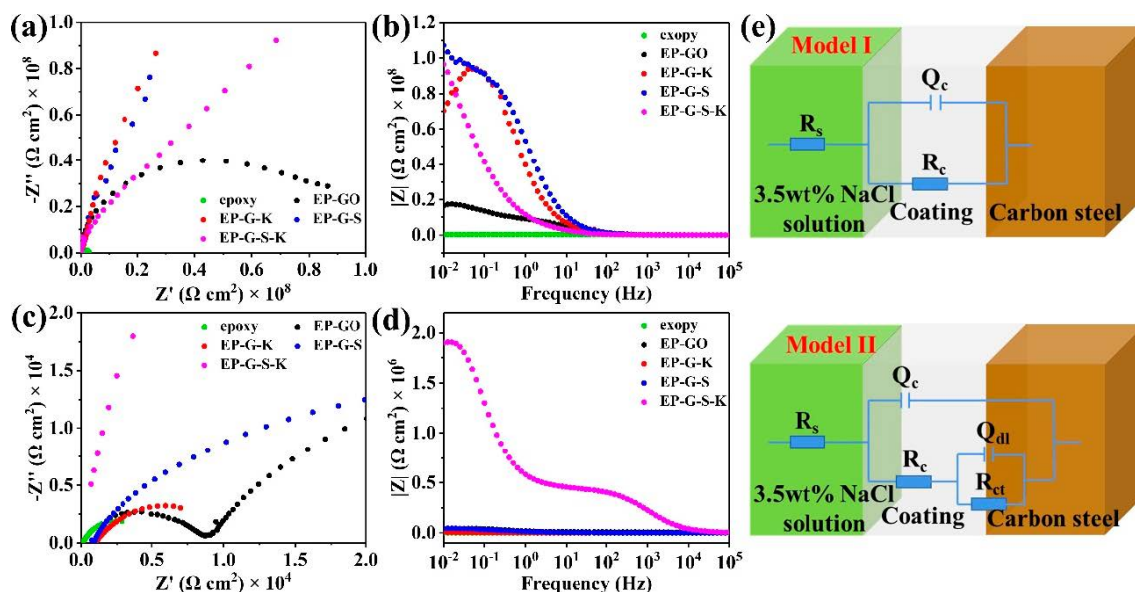 (a)
1.0
0.8
0.6
0.4
0.2
0.0
-Z'' (Ω cm²) × 10⁸
epoxy
EP-GO
EP-G-K
EP-G-S
EP-G-S-K
0.0 0.2 0.4 0.6 0.8 1.0
Z' (Ω cm²) × 10⁸
(b)
1.2
1.0
0.8
0.6
0.4
0.2
0.0
|Z| (Ω cm²) × 10⁸
exopy
EP-GO
EP-G-K
EP-G-S
EP-G-S-K
10⁻² 10⁻¹ 10⁰ 10¹ 10² 10³ 10⁴ 10⁵
Frequency (Hz)
(c)
2.0
1.5
1.0
0.5
0.0
-Z'' (Ω cm²) × 10⁴
epoxy
EP-GO
EP-G-K
EP-G-S
EP-G-S-K
0.0 0.5 1.0 1.5 2.0
Z' (Ω cm²) × 10⁴
(d)
2.0
1.5
1.0
0.5
0.0
|Z| (Ω cm²) × 10⁶
exopy
EP-GO
EP-G-K
EP-G-S
EP-G-S-K
10⁻² 10⁻¹ 10⁰ 10¹ 10² 10³ 10⁴ 10⁵
Frequency (Hz)
(e)
Model I
Qc
Rs
Rc
3.5wt% NaCl
solution
Coating
Carbon steel
Model II
Qc
Rs
Qdl
Rc
Rct
3.5wt% NaCl
solution
Coating
Carbon steel